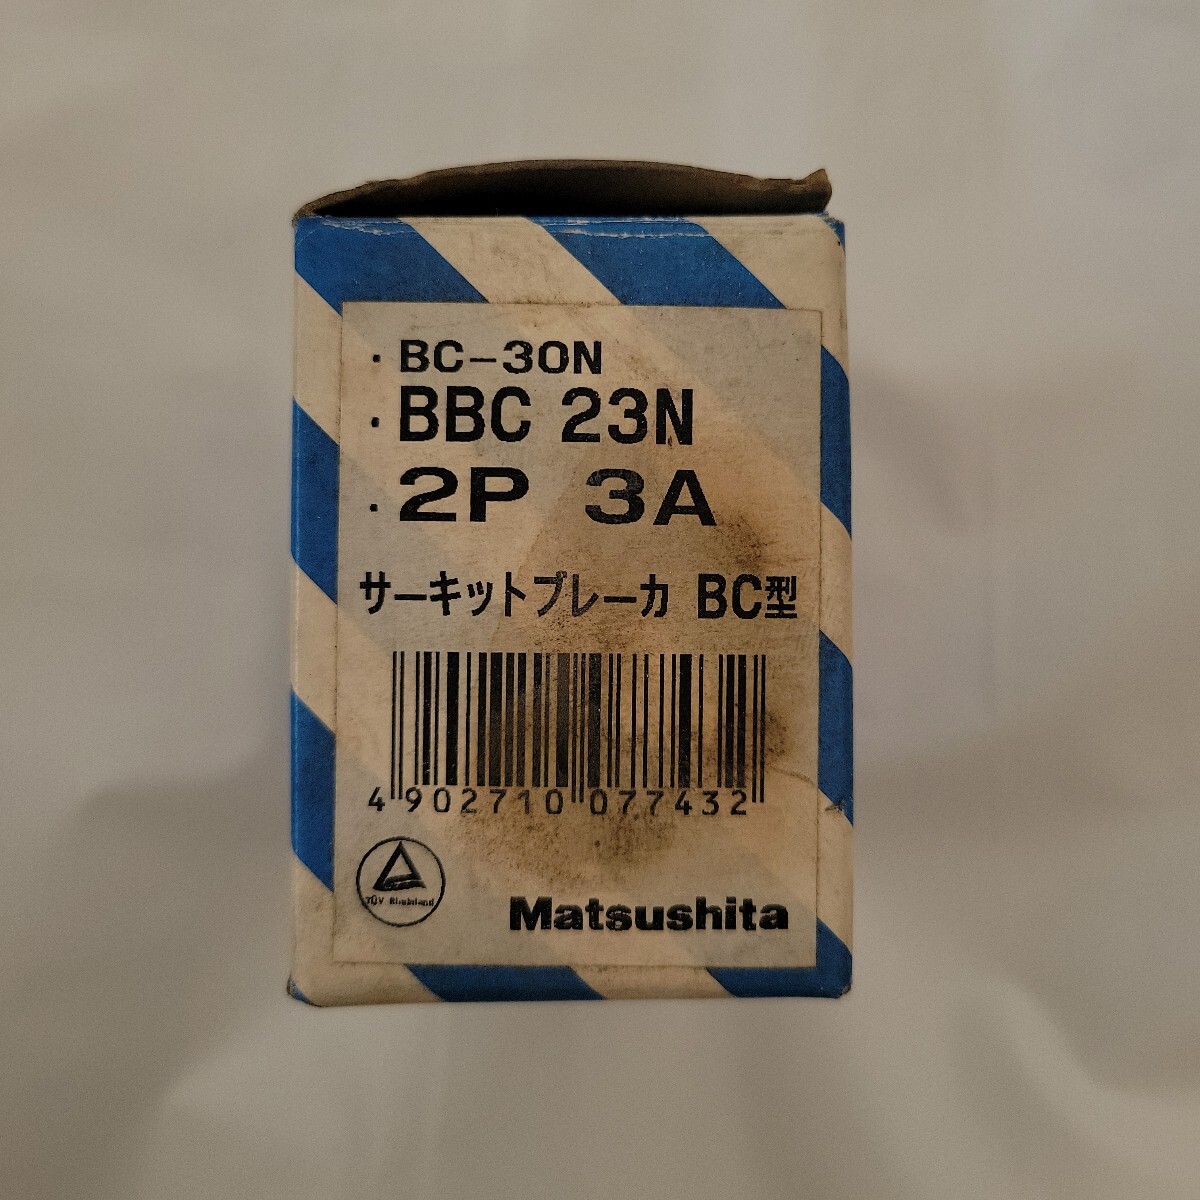 ・BC-30N
・BBC 23N
・2P 3A
サーキットブレーカ BC型
4 902710 077432
TÜV Rheinland
Matsushita